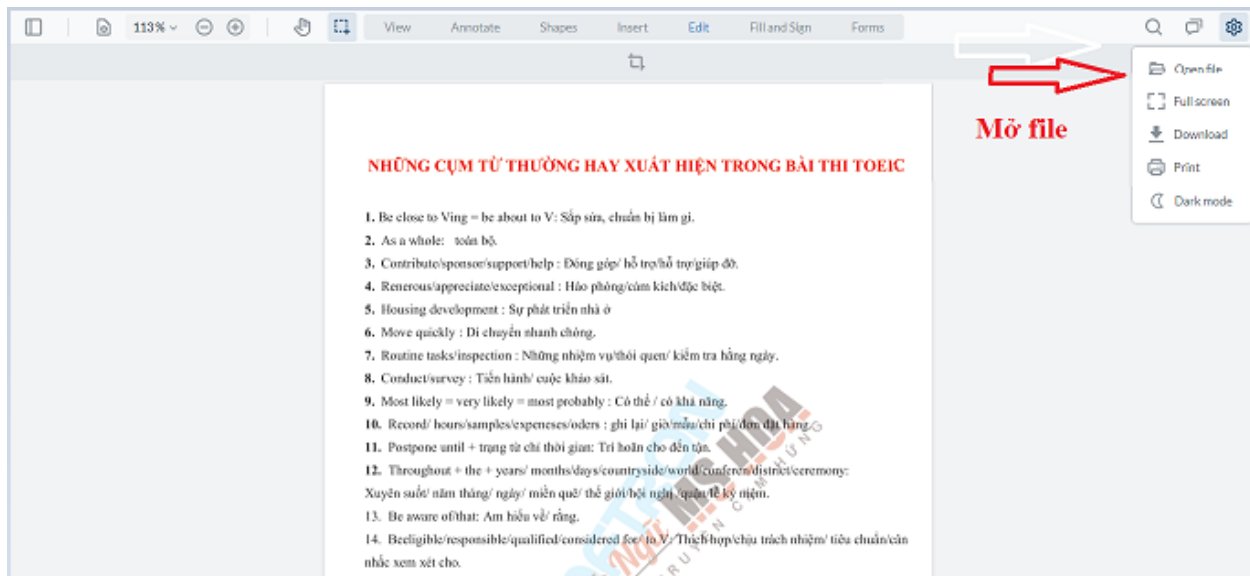 113%
View Annotate Shapes Insert Edit Fill and Sign Forms
Open file
Full screen
Download
Print
Dark mode
Mở file
NHỮNG CỤM TỪ THƯỜNG HAY XUẤT HIỆN TRONG BÀI THI TOEIC
1. Be close to Ving = be about to V: Sắp sửa, chuẩn bị làm gì.
2. As a whole: toàn bộ.
3. Contribute/sponsor/support/help : Đóng góp/ hỗ trợ/hỗ trợ/giúp đỡ.
4. Renerous/appreciate/exceptional : Hào phóng/cảm kích/đặc biệt.
5. Housing development : Sự phát triển nhà ở
6. Move quickly : Di chuyển nhanh chóng.
7. Routine tasks/inspection : Những nhiệm vụ/thói quen/ kiểm tra hằng ngày.
8. Conduct/survey : Tiến hành/ cuộc khảo sát.
9. Most likely = very likely = most probably : Có thể / có khả năng.
10. Record/ hours/samples/expeneses/oders : ghi lại/ giờ/mẫu/chi phí/đơn đặt hàng
11. Postpone until + trạng từ chỉ thời gian: Trì hoãn cho đến tận.
12. Throughout + the + years/ months/days/countryside/world/conferen/district/ceremony:
Xuyên suốt/ năm tháng/ ngày/ miền quê/ thế giới/hội nghị /quận/lễ kỷ niệm.
13. Be aware of/that: Am hiểu về/ rằng.
14. Beeligible/responsible/qualified/considered for/ to V: Thích hợp/chịu trách nhiệm/ tiêu chuẩn/cân
nhắc xem xét cho.
MS HOA